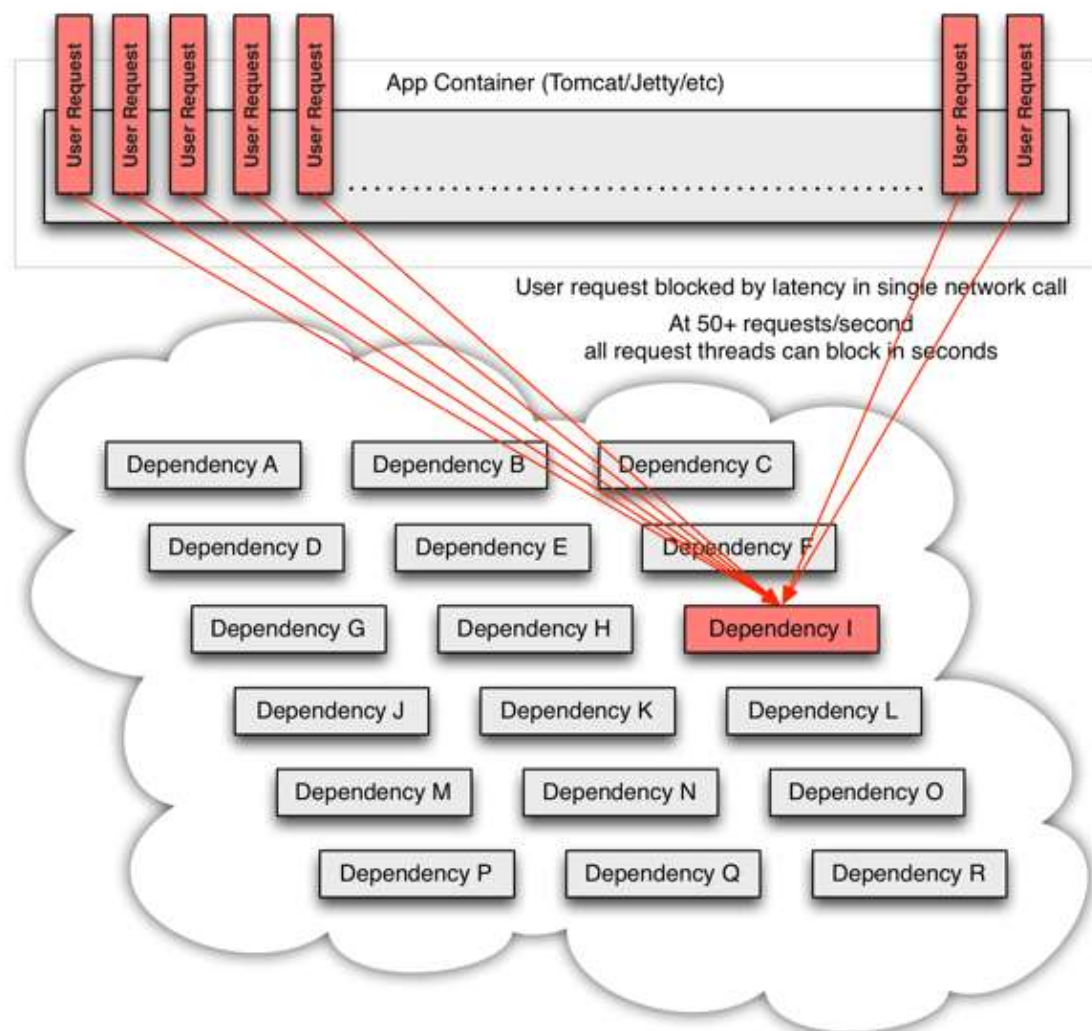 User Request
User Request
User Request
User Request
User Request
User Request
User Request
App Container (Tomcat/Jetty/etc)
User request blocked by latency in single network call
At 50+ requests/second
all request threads can block in seconds
Dependency A
Dependency B
Dependency C
Dependency D
Dependency E
Dependency F
Dependency G
Dependency H
Dependency I
Dependency J
Dependency K
Dependency L
Dependency M
Dependency N
Dependency O
Dependency P
Dependency Q
Dependency R